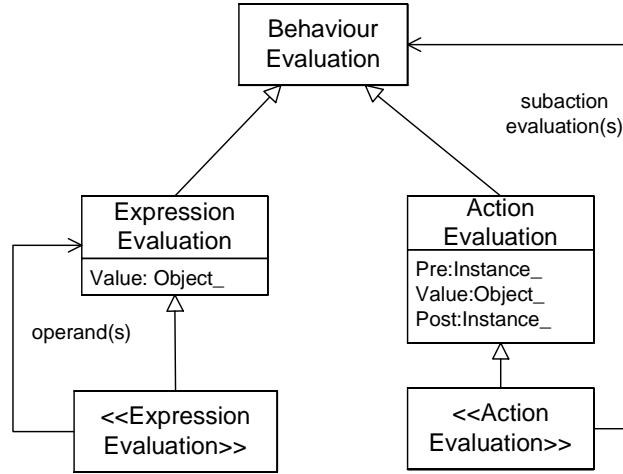 Behaviour
Evaluation
subaction
evaluation(s)
Expression
Evaluation
Value: Object_
Action
Evaluation
Pre:Instance_
Value:Object_
Post:Instance_
operand(s)
<<Expression
Evaluation>>
<<Action
Evaluation>>